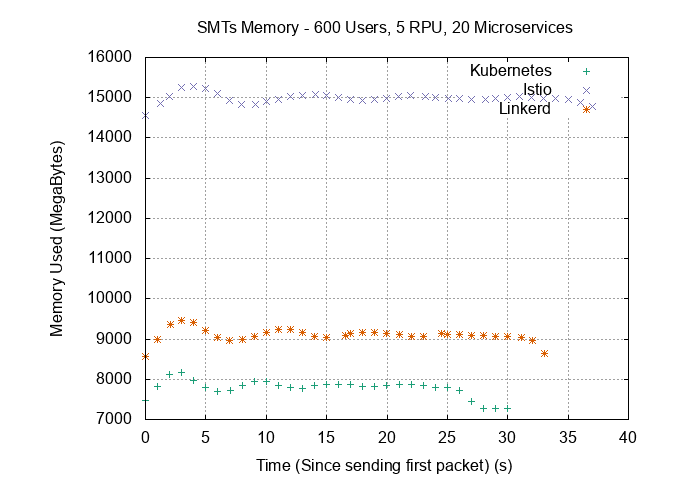 SMTs Memory - 600 Users, 5 RPU, 20 Microservices
16000
15000
14000
13000
12000
11000
10000
9000
8000
7000
Memory Used (MegaBytes)
Kubernetes
Istio
Linkerd
0 5 10 15 20 25 30 35 40
Time (Since sending first packet) (s)